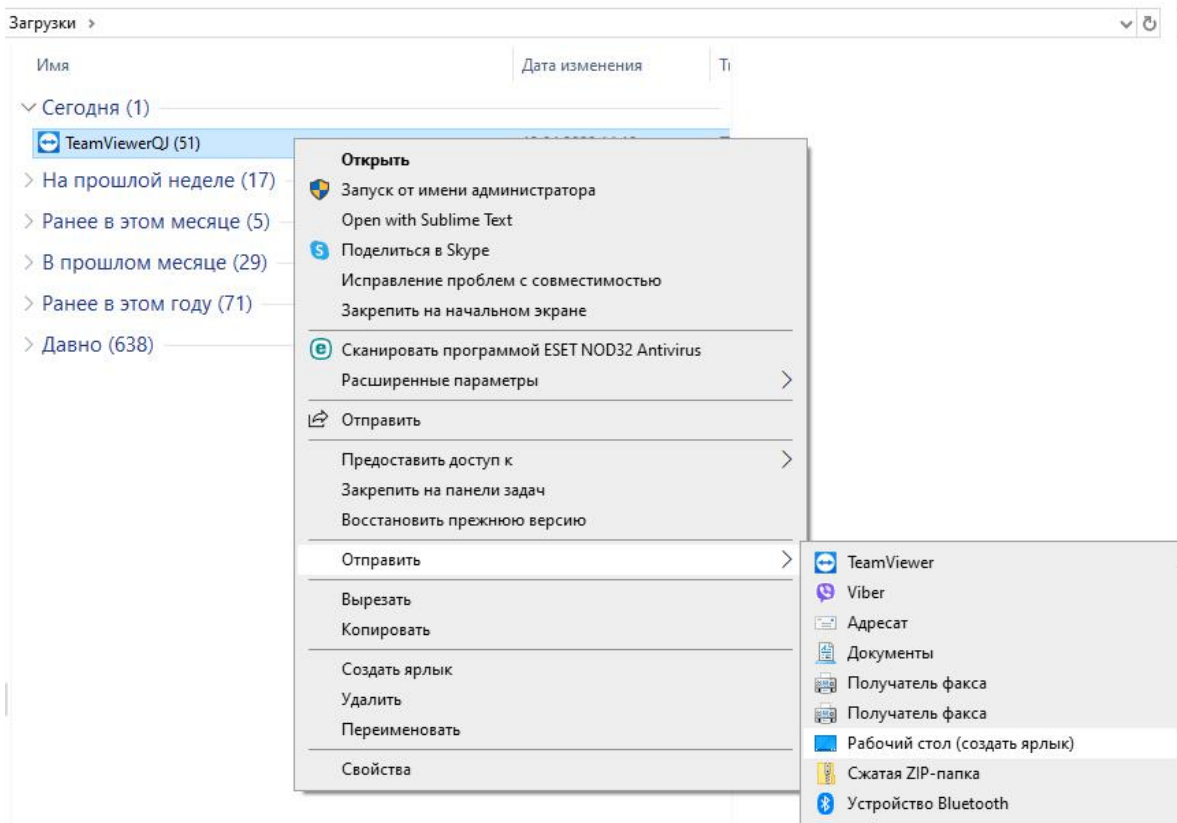 Загрузки
Имя
Дата изменения
Сегодня (1)
TeamViewerQJ (51)
На прошлой неделе (17)
Ранее в этом месяце (5)
В прошлом месяце (29)
Ранее в этом году (71)
Давно (638)
Открыть
Запуск от имени администратора
Open with Sublime Text
Поделиться в Skype
Исправление проблем с совместимостью
Закрепить на начальном экране
Сканировать программой ESET NOD32 Antivirus
Расширенные параметры
Отправить
Предоставить доступ к
Закрепить на панели задач
Восстановить прежнюю версию
Отправить
Вырезать
Копировать
Создать ярлык
Удалить
Переименовать
Свойства
TeamViewer
Viber
Адресат
Документы
Получатель факса
Получатель факса
Рабочий стол (создать ярлык)
Сжатая ZIP-папка
Устройство Bluetooth